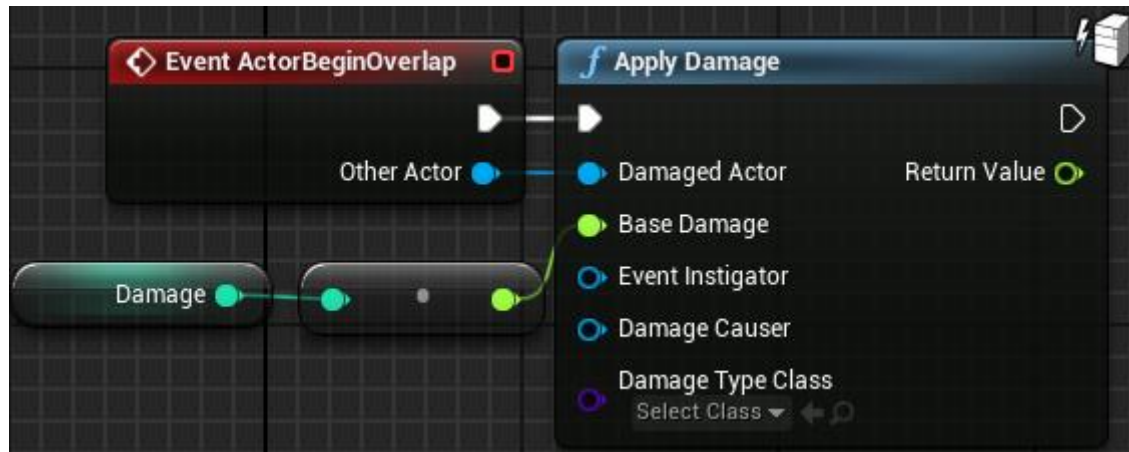 Event ActorBeginOverlap
Other Actor
Damage
f Apply Damage
Damaged Actor
Return Value
Base Damage
Event Instigator
Damage Causer
Damage Type Class
Select Class